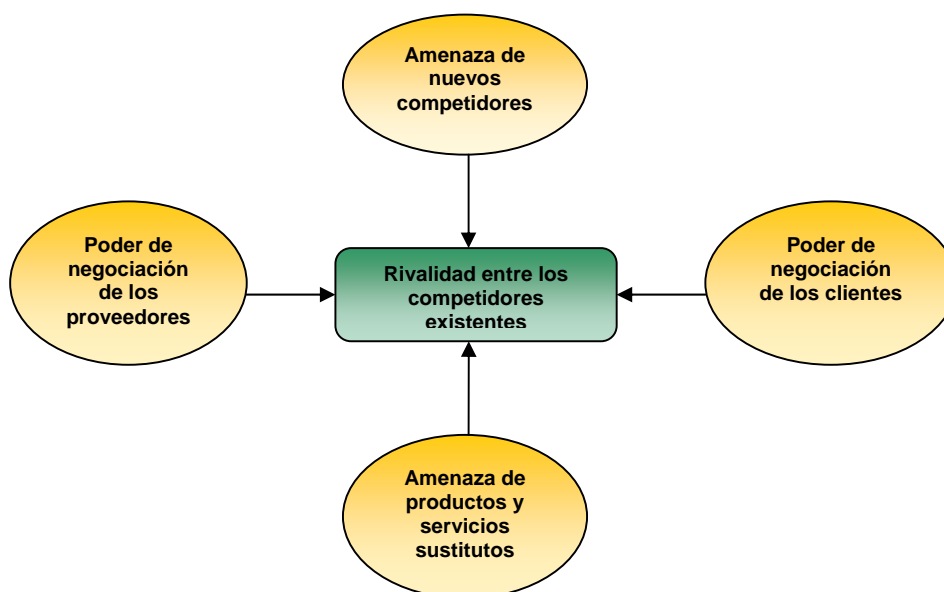 Amenaza de
nuevos
competidores
Poder de
negociación
de los
proveedores
Rivalidad entre los
competidores
existentes
Poder de
negociación
de los clientes
Amenaza de
productos y
servicios
sustitutos